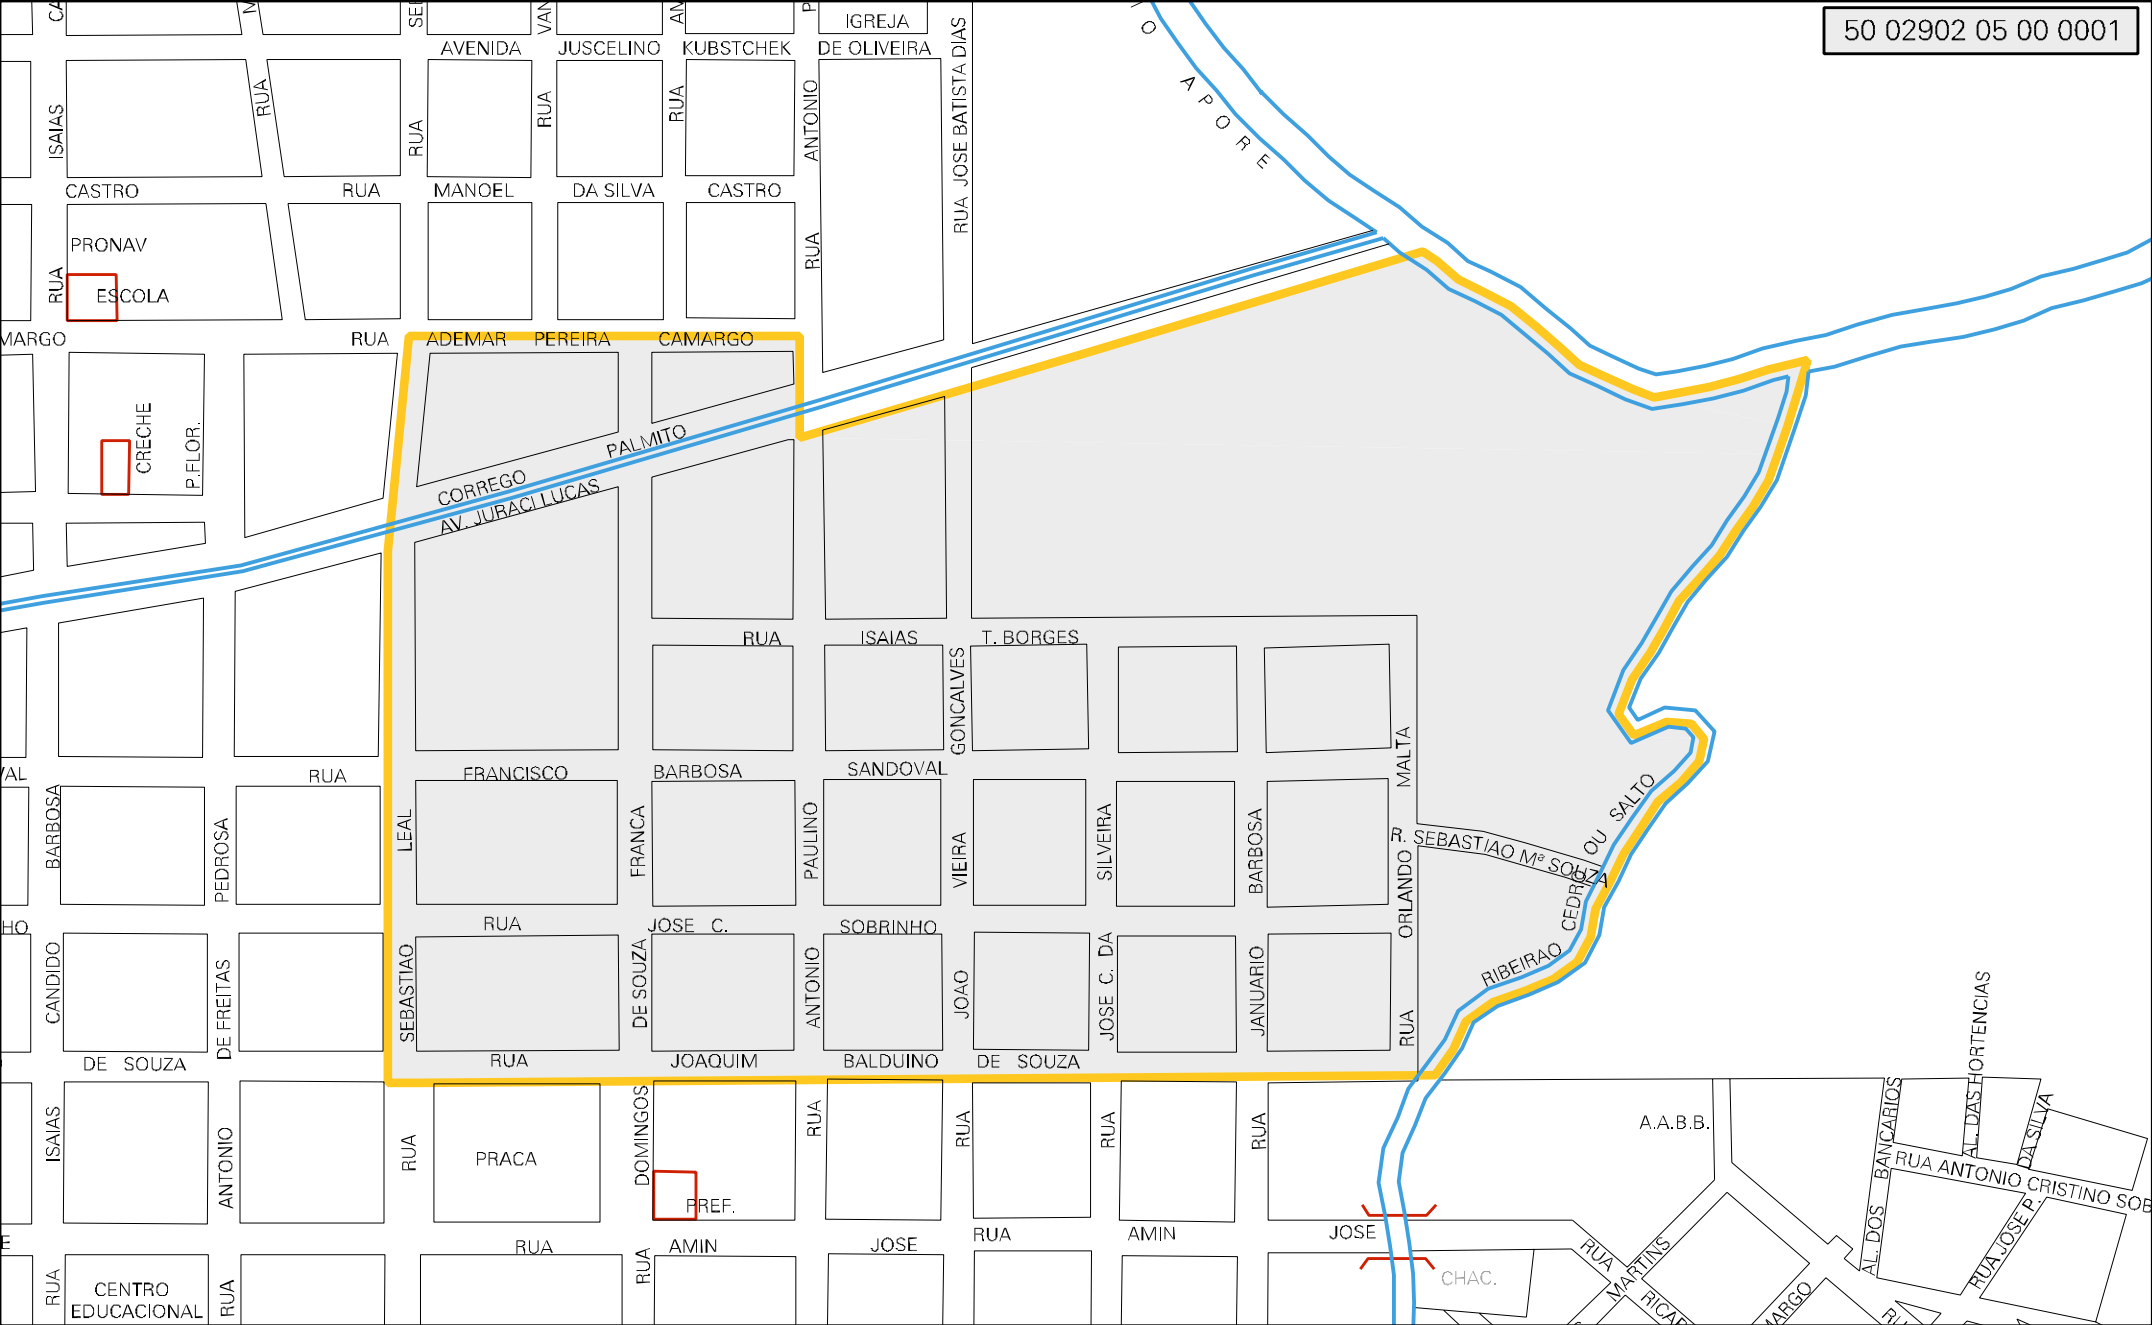 50 02902 05 00 0001
IGREJA
AVENIDA JUSCELINO KUBSTCHEK DE OLIVEIRA
APORE
RUA JOSE BATISTA DIAS
ISAIAS
RUA
RUA
RUA
RUA
ANTONIO
CASTRO RUA MANOEL DA SILVA CASTRO
PRONAV
RUA
ESCOLA
RUA
MARGO RUA ADEMAR PEREIRA CAMARGO
CRECHE
P.FLOR.
CORREGO PALMITO
AV. JURACI LUCAS
RUA ISAIAS T. BORGES
GONCALVES
MALTA
RUA FRANCISCO BARBOSA SANDOVAL
BARBOSA
PEDROSA
LEAL
FRANCA
PAULINO
VIEIRA
SILVEIRA
BARBOSA
ORLANDO
R. SEBASTIAO Mª SOUZA
RIBEIRAO CEDRO OU SALTO
HO RUA JOSE C. SOBRINHO
CANDIDO
DE FREITAS
SEBASTIAO
DE SOUZA
ANTONIO
JOAO
JOSE C. DA
JANUARIO
RUA
DE SOUZA RUA JOAQUIM BALDUINO DE SOUZA
ISAIAS
ANTONIO
RUA
DOMINGOS
RUA
RUA
RUA
RUA
PRACA
PREF.
A.A.B.B.
AL. DOS BANCARIOS
AL. DAS HORTENCIAS
RUA ANTONIO CRISTINO SOB
RUA JOSE P. DA SILVA
RUA AMIN JOSE RUA AMIN JOSE
RUA
RUA
RUA
CENTRO
EDUCACIONAL
CHAC.
RUA RICAR
MARTINS
MARGO